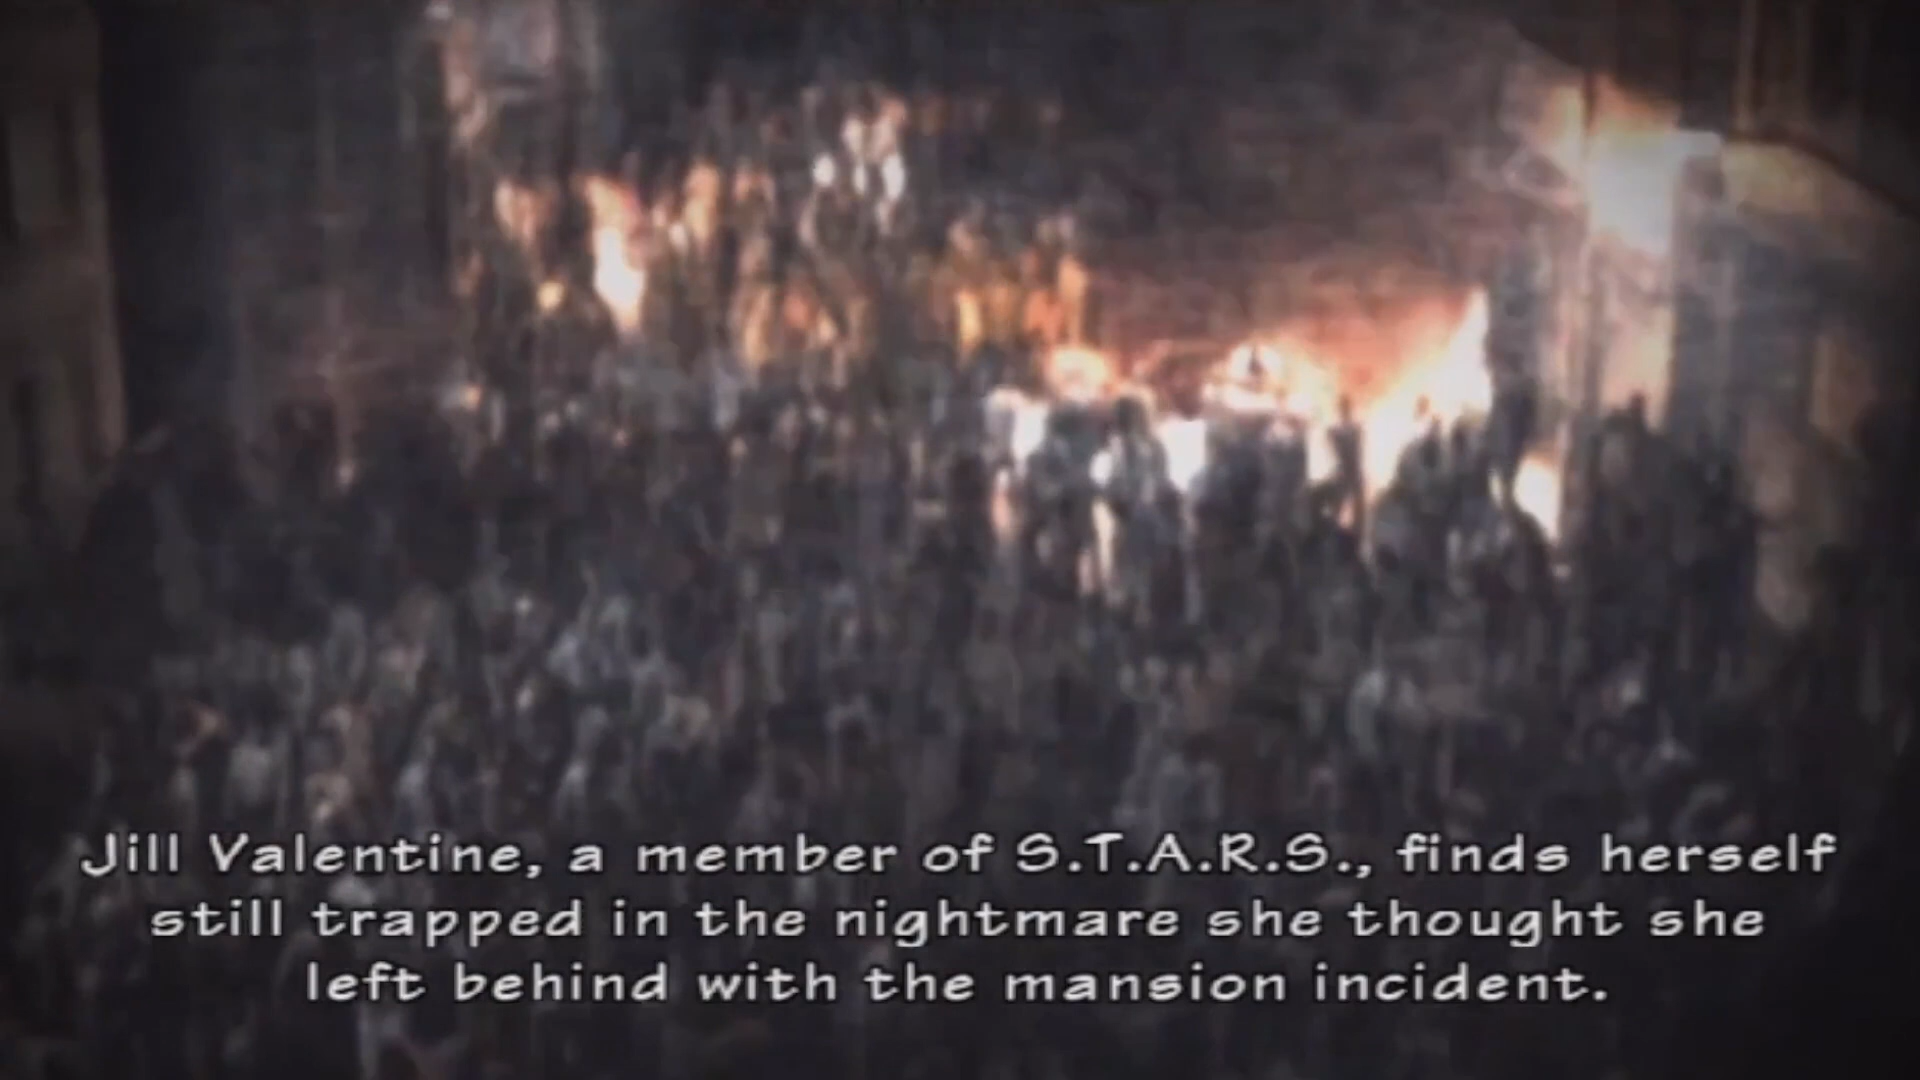 Jill Valentine, a member of S.T.A.R.S., finds herself
still trapped in the nightmare she thought she
left behind with the mansion incident.